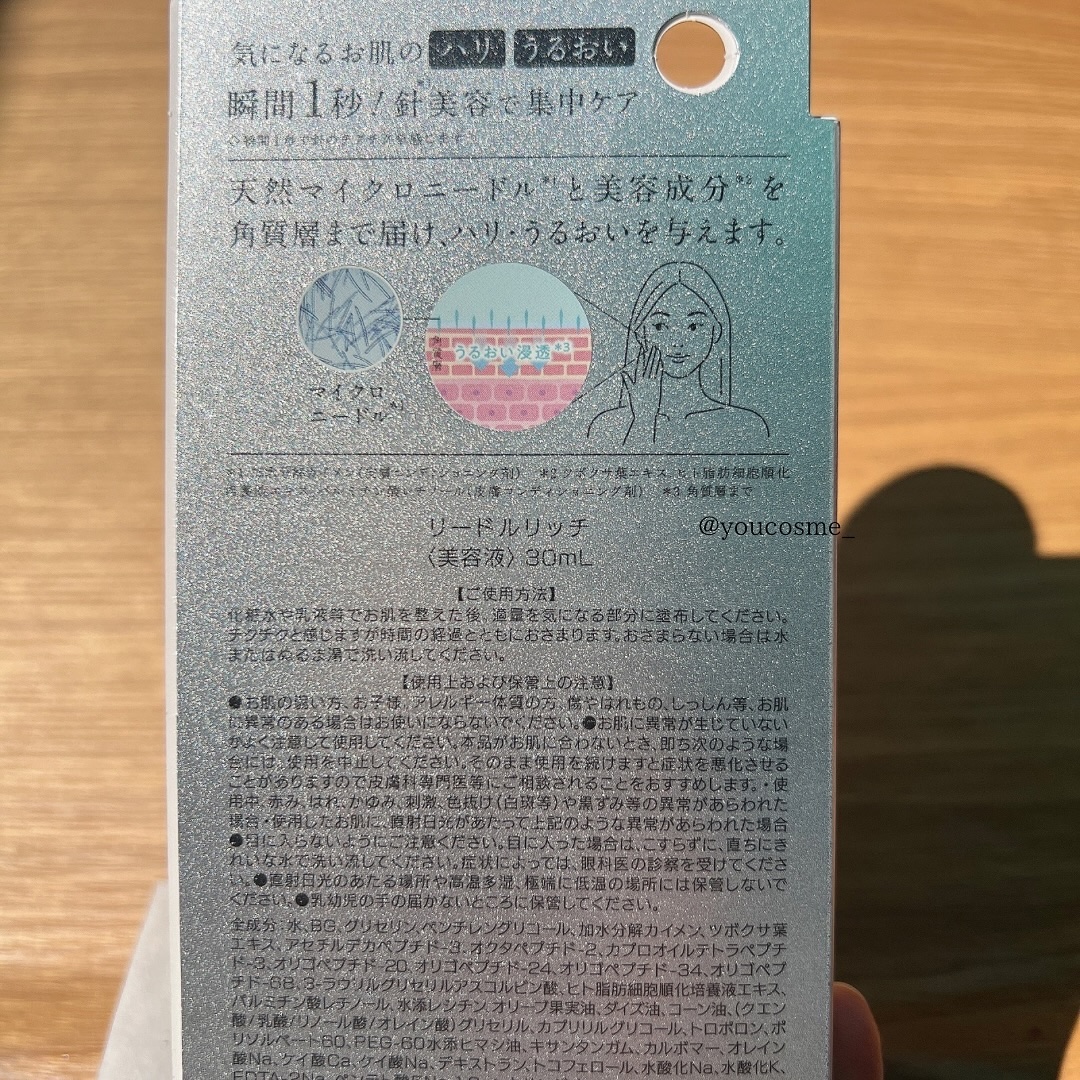 気になるお肌の ハリ うるおい
瞬間1秒!針美容で集中ケア
天然マイクロニードル*1と美容成分*2を
角質層まで届け、ハリ・うるおいを与えます。
うるおい浸透*3
マイクロ
ニードル*1
*2 ツボクサ葉エキス、ヒト脂肪細胞順化
*3 角質層まで
リードルリッチ
〈美容液〉30mL
@youcosme_
【ご使用方法】
化粧水や乳液等でお肌を整えた後、適量を気になる部分に塗布してください。
チクチクと感じますが時間の経過とともにおさまります。おさまらない場合は水
またはぬるま湯で洗い流してください。
【使用上および保管上の注意】
●お肌の弱い方、お子様、アレルギー体質の方、傷やはれもの、しっしん等、お肌
に異常のある場合はお使いにならないでください。●お肌に異常が生じていない
かよく注意して使用してください。本品がお肌に合わないとき、即ち次のような場
合には、使用を中止してください。そのまま使用を続けますと症状を悪化させる
ことがありますので皮膚科専門医等にご相談されることをおすすめします。・使
用中、赤み、はれ、かゆみ、刺激、色抜け(白斑等)や黒ずみ等の異常があらわれた
場合・使用したお肌に、直射日光があたって上記のような異常があらわれた場合
●目に入らないようにご注意ください。目に入った場合は、こすらずに、直ちにき
れいな水で洗い流してください。症状によっては、眼科医の診察を受けてくださ
い。●直射日光のあたる場所や高温多湿、極端に低温の場所には保管しないで
ください。●乳幼児の手の届かないところに保管してください。
全成分:水、BG、グリセリン、ペンチレングリコール、加水分解カイメン、ツボクサ葉
エキス、アセチルデカペプチド-3、オクタペプチド-2、カプロオイルテトラペプチ
ド-3、オリゴペプチド-20、オリゴペプチド-24、オリゴペプチド-34、オリゴペプ
チド-68、3-ラウリルグリセリルアスコルビン酸、ヒト脂肪細胞順化培養液エキス、
パルミチン酸レチノール、水添レシチン、オリーブ果実油、ダイズ油、コーン油、(クエン
酸/乳酸/リノール酸/オレイン酸)グリセリル、カプリリルグリコール、トロポロン、ポ
リソルベート60、PEG-60水添ヒマシ油、キサンタンガム、カルボマー、オレイン
酸Na、ケイ酸Ca、ケイ酸Na、デキストラン、トコフェロール、水酸化Na、水酸化K、
EDTA-2Na、